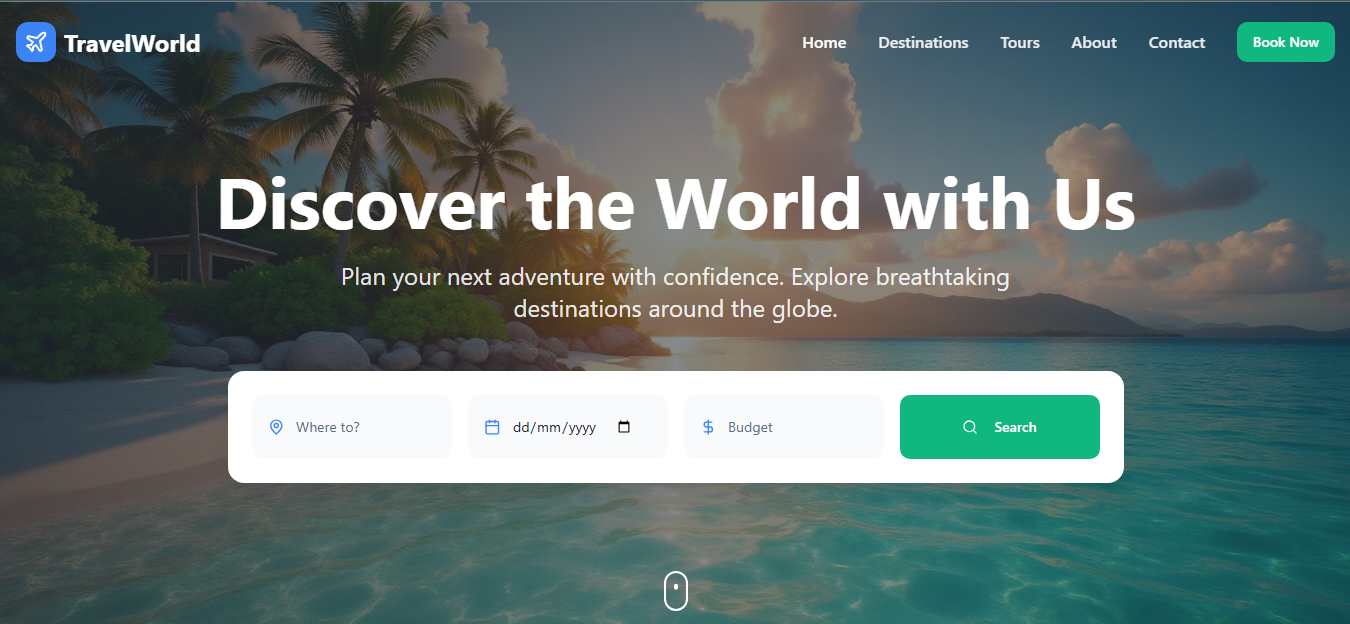 TravelWorld
Home Destinations Tours About Contact Book Now
Discover the World with Us
Plan your next adventure with confidence. Explore breathtaking
destinations around the globe.
Where to? dd/mm/yyyy Budget Search